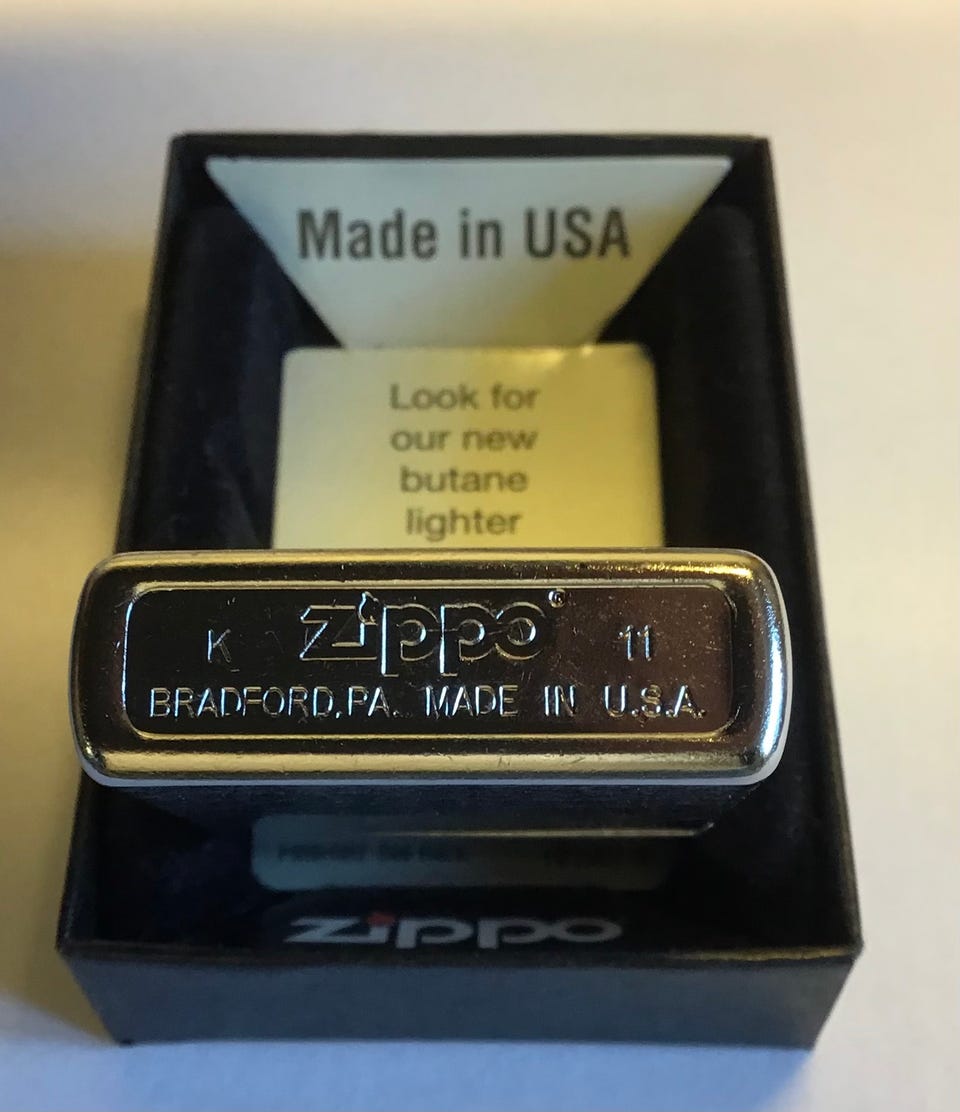 Made in USA
Look for
our new
butane
lighter
K zippo® 11
BRADFORD, PA. MADE IN U.S.A.
zippo